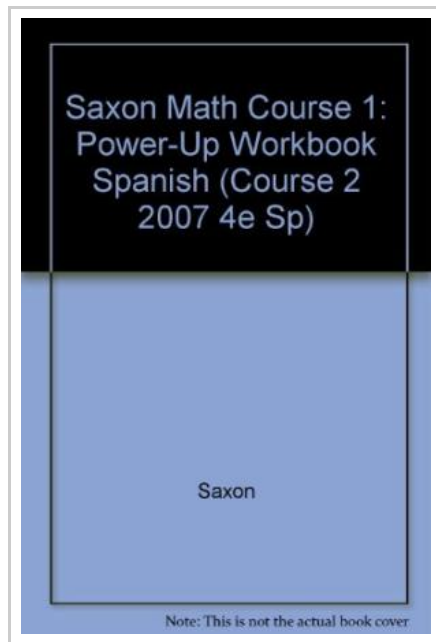 Saxon Math Course 1:
Power-Up Workbook
Spanish (Course 2
2007 4e Sp)
Saxon
Note: This is not the actual book cover